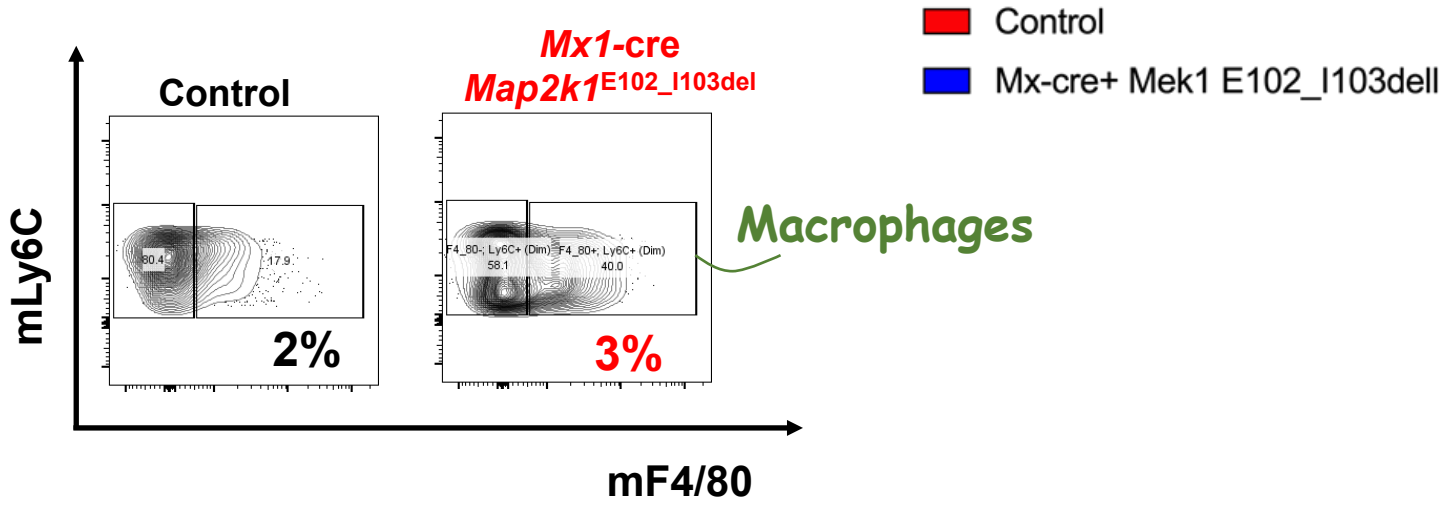 Control
Mx-cre+ Mek1 E102_I103dell
Control
Mx1-cre
Map2k1E102_I103del
mLy6C
80.4
17.9
F4_80-; Ly6C+ (Dim)
58.1
F4_80+; Ly6C+ (Dim)
40.0
2%
3%
Macrophages
mF4/80